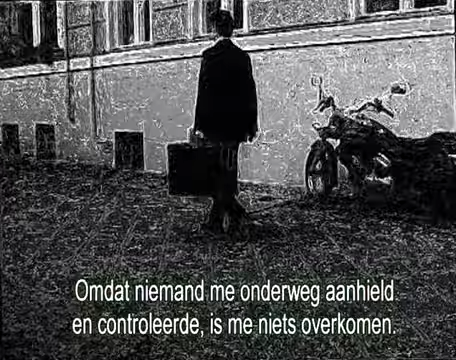 Omdat niemand me onderweg aanhield
en controleerde, is me niets overkomen.